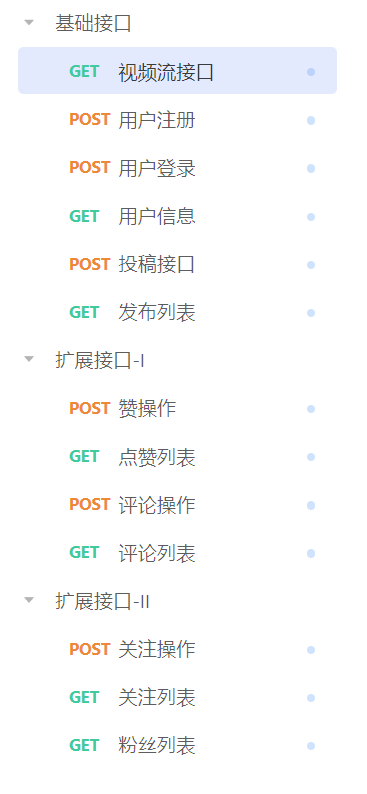 基础接口
GET 视频流接口
POST 用户注册
POST 用户登录
GET 用户信息
POST 投稿接口
GET 发布列表
扩展接口-I
POST 赞操作
GET 点赞列表
POST 评论操作
GET 评论列表
扩展接口-II
POST 关注操作
GET 关注列表
GET 粉丝列表